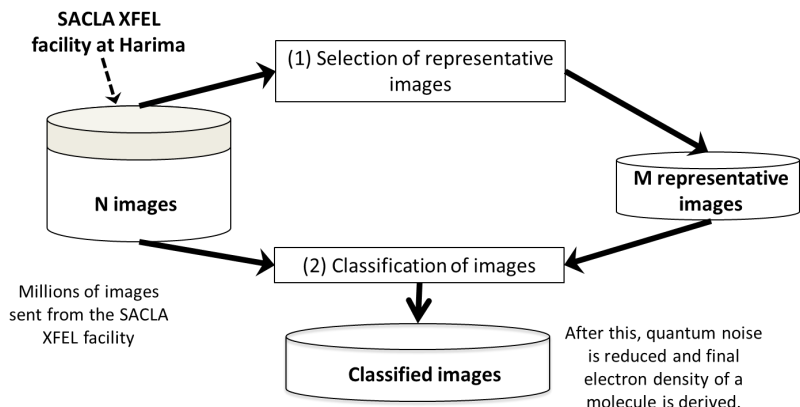 SACLA XFEL
facility at Harima
(1) Selection of representative
images
N images
M representative
images
(2) Classification of images
Millions of images
sent from the SACLA
XFEL facility
Classified images
After this, quantum noise
is reduced and final
electron density of a
molecule is derived.